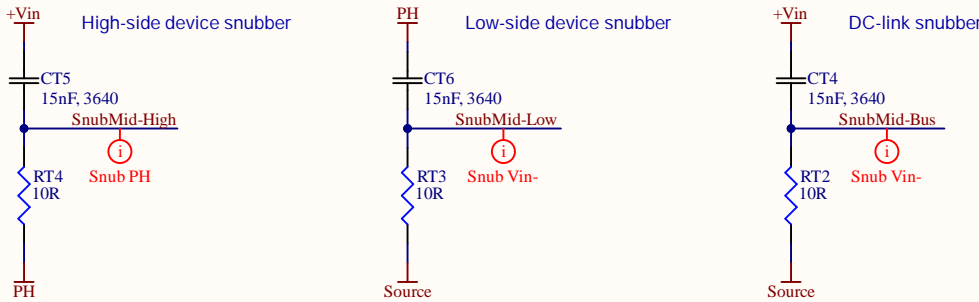 +Vin
High-side device snubber
CT5
15nF, 3640
SnubMid-High
i
Snub PH
RT4
10R
PH
PH
Low-side device snubber
CT6
15nF, 3640
SnubMid-Low
i
Snub Vin-
RT3
10R
Source
+Vin
DC-link snubber
CT4
15nF, 3640
SnubMid-Bus
i
Snub Vin-
RT2
10R
Source